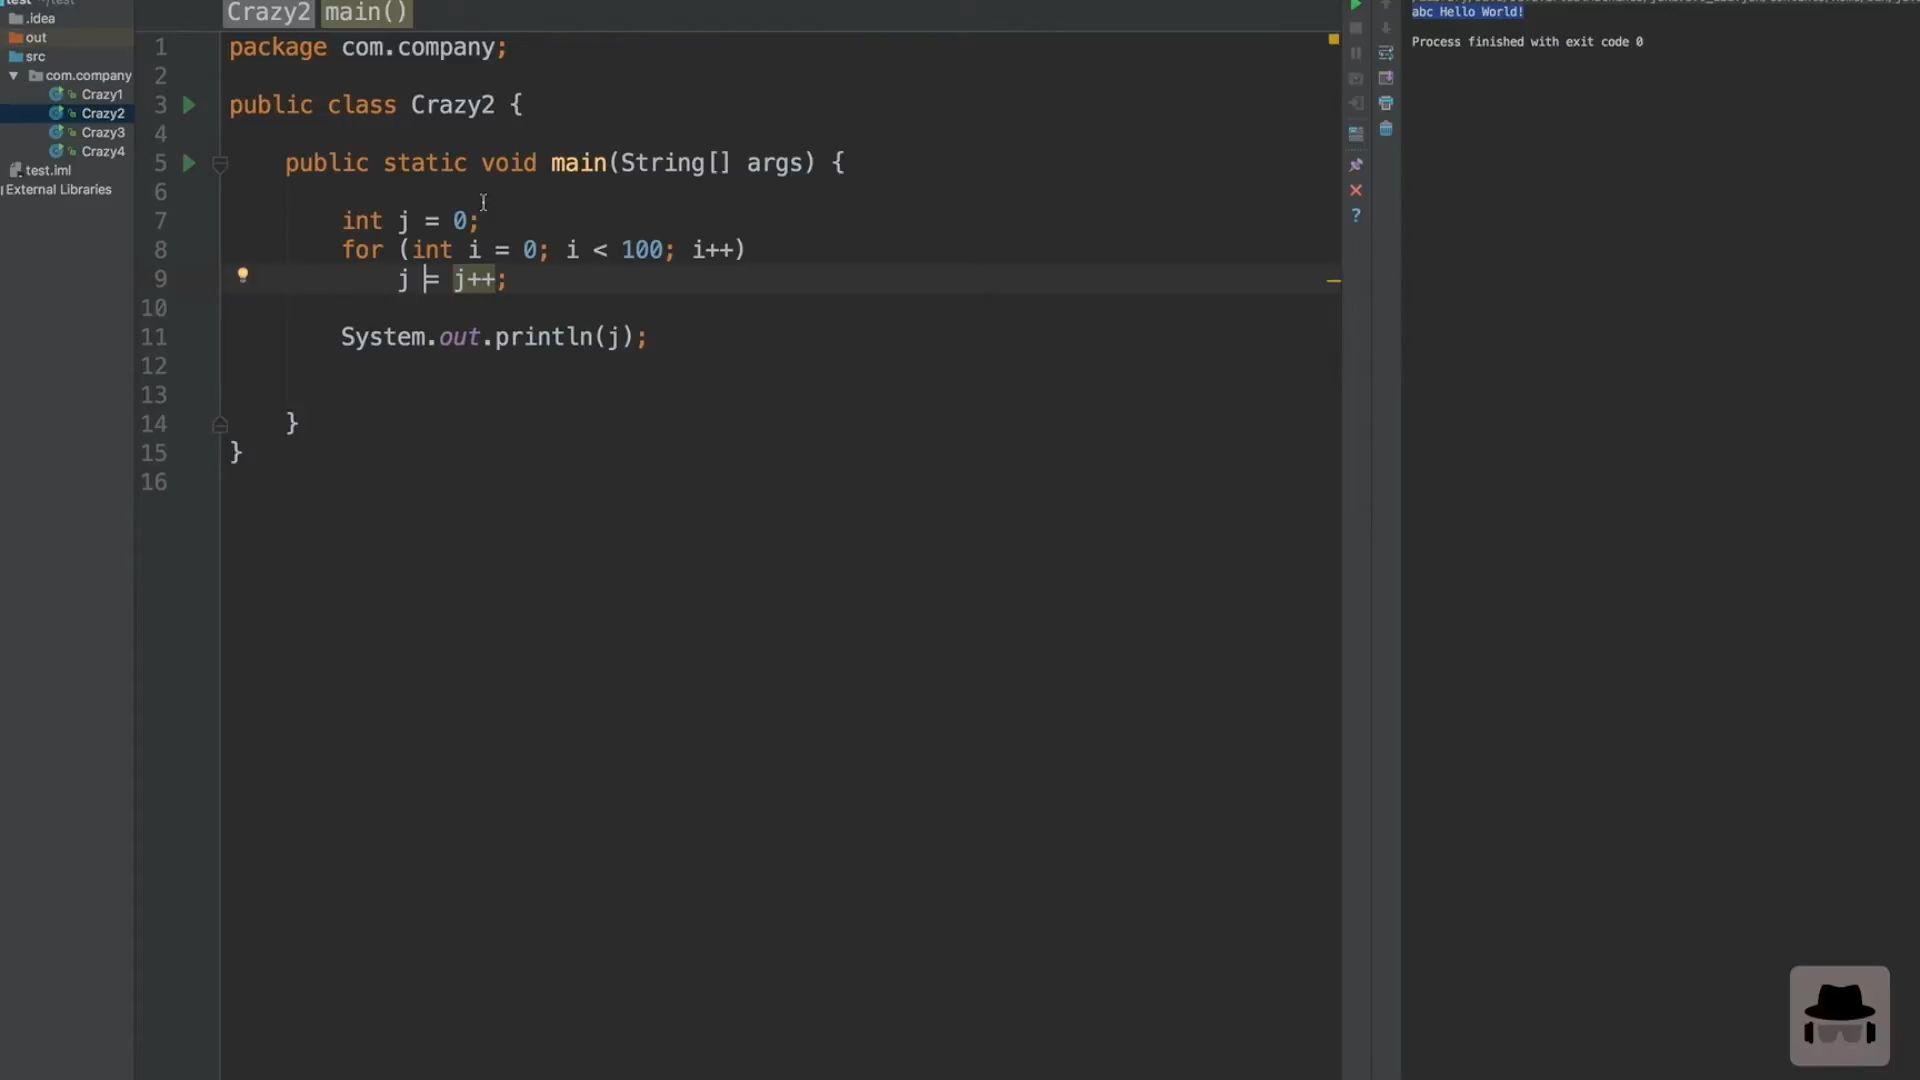 Crazy2 main()
abc Hello World!
.idea
out
src
com.company
Crazy1
Crazy2
Crazy3
Crazy4
test.iml
External Libraries
1 package com.company;
2
3 public class Crazy2 {
4
5 public static void main(String[] args) {
6
7 int j = 0;
8 for (int i = 0; i < 100; i++)
9 j = j++;
10
11 System.out.println(j);
12
13
14 }
15 }
16
Process finished with exit code 0
?